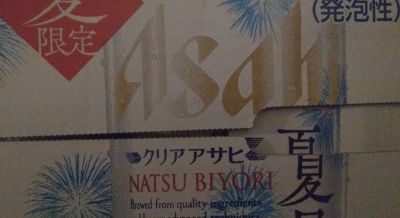 夏
限定
(発泡性)
Asahi
クリアアサヒ
夏日
NATSU BIYORI
Brewed from quality ingredients